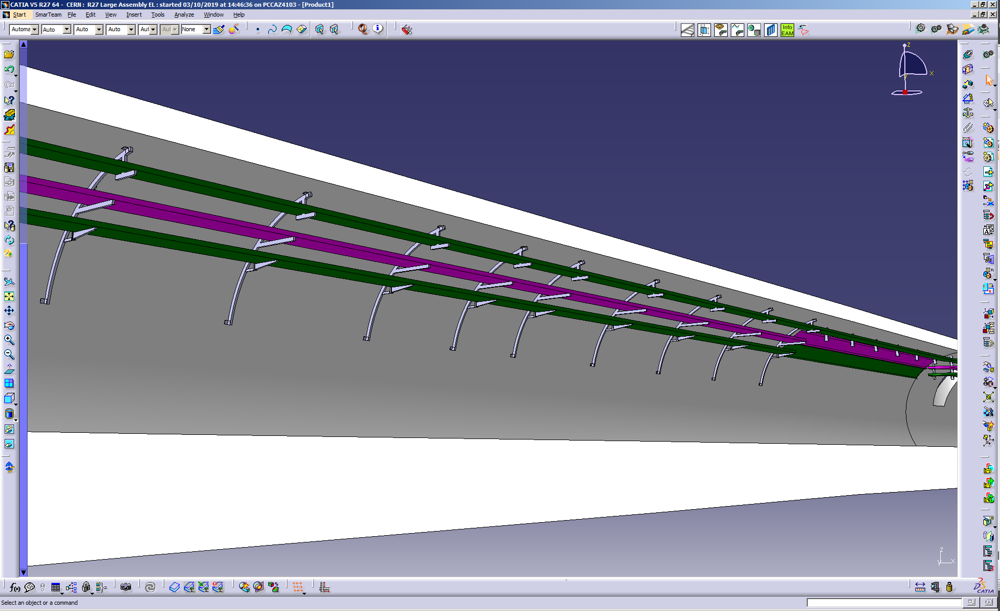 CATIA V5 R27 64 - CERN : R27 Large Assembly EL : started 03/10/2019 at 14:46:36 on PCCAZ4103 - [Product1]
Start SmarTeam File Edit View Insert Tools Analyze Window Help
Automa Auto Auto Auto Aut Aut None
Info
EAM
z
x
y
z
y x
f(x)
DS
CATIA
Select an object or a command